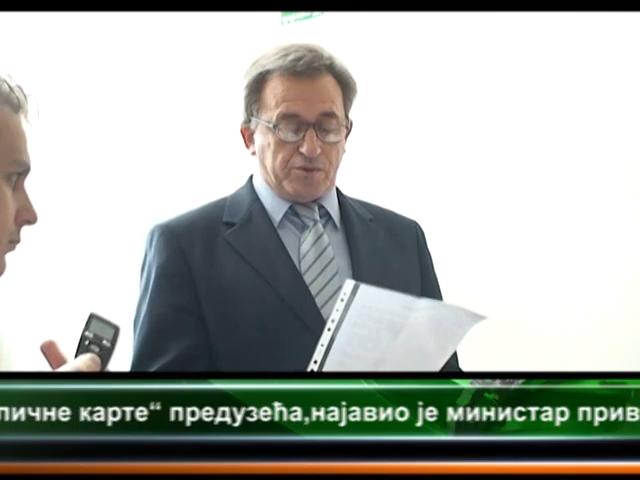 личне карте“ предузећа,најавио је министар прив